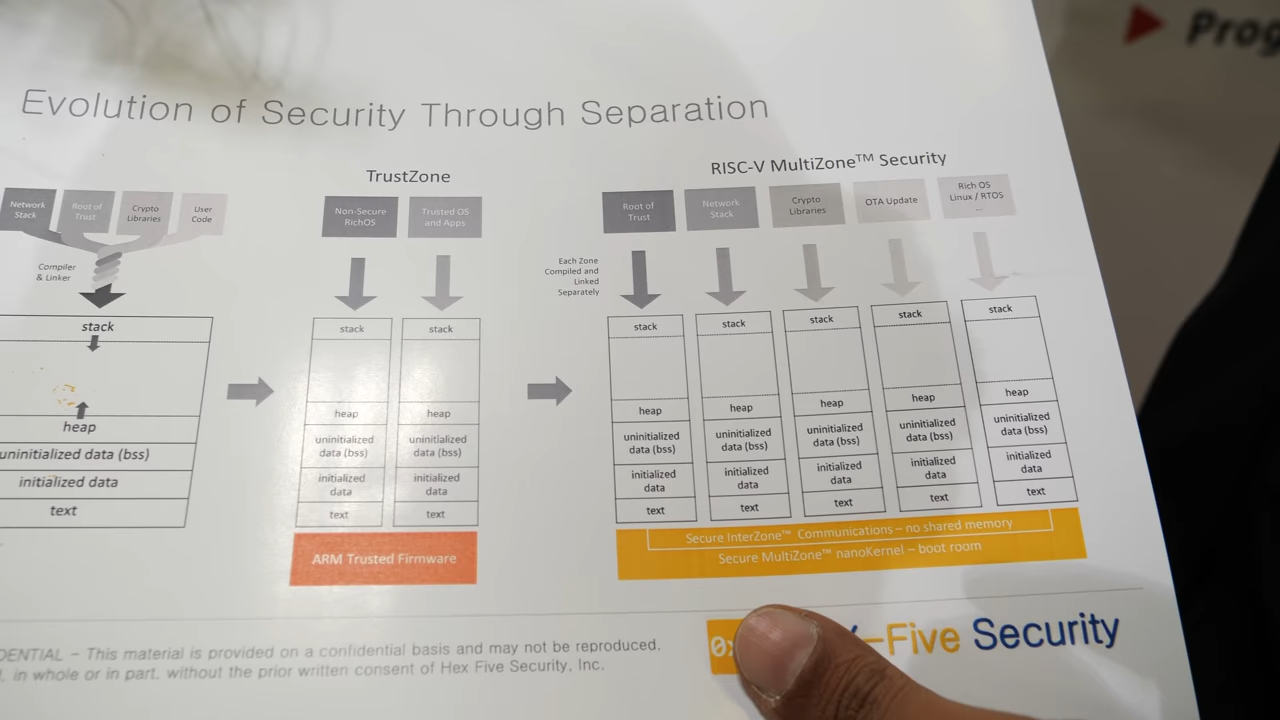 Evolution of Security Through Separation
Network
Stack
Root of
Trust
Crypto
Libraries
User
Code
Compiler
& Linker
stack
heap
uninitialized data (bss)
initialized data
text
TrustZone
Non-Secure
RichOS
Trusted OS
and Apps
stack
heap
uninitialized
data (bss)
initialized
data
text
stack
heap
uninitialized
data (bss)
initialized
data
text
ARM Trusted Firmware
RISC-V MultiZone™ Security
Root of
Trust
Network
Stack
Crypto
Libraries
OTA Update
Rich OS
Linux / RTOS
...
Each Zone
Compiled and
Linked
Separately
stack
heap
uninitialized
data (bss)
initialized
data
text
stack
heap
uninitialized
data (bss)
initialized
data
text
stack
heap
uninitialized
data (bss)
initialized
data
text
stack
heap
uninitialized
data (bss)
initialized
data
text
stack
heap
uninitialized
data (bss)
initialized
data
text
Secure InterZone™ Communications – no shared memory
Secure MultiZone™ nanoKernel – boot room
DENTIAL – This material is provided on a confidential basis and may not be reproduced,
, in whole or in part, without the prior written consent of Hex Five Security, Inc.
0x
-Five Security
Prog